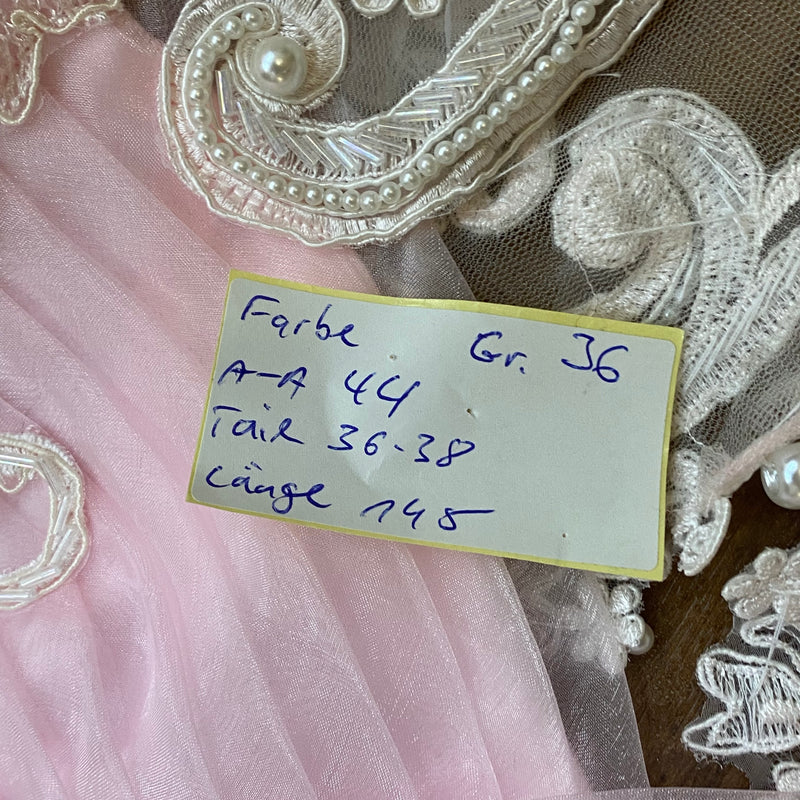 Farbe Gr. 36
A-A 44
Tail 36-38
Länge 145